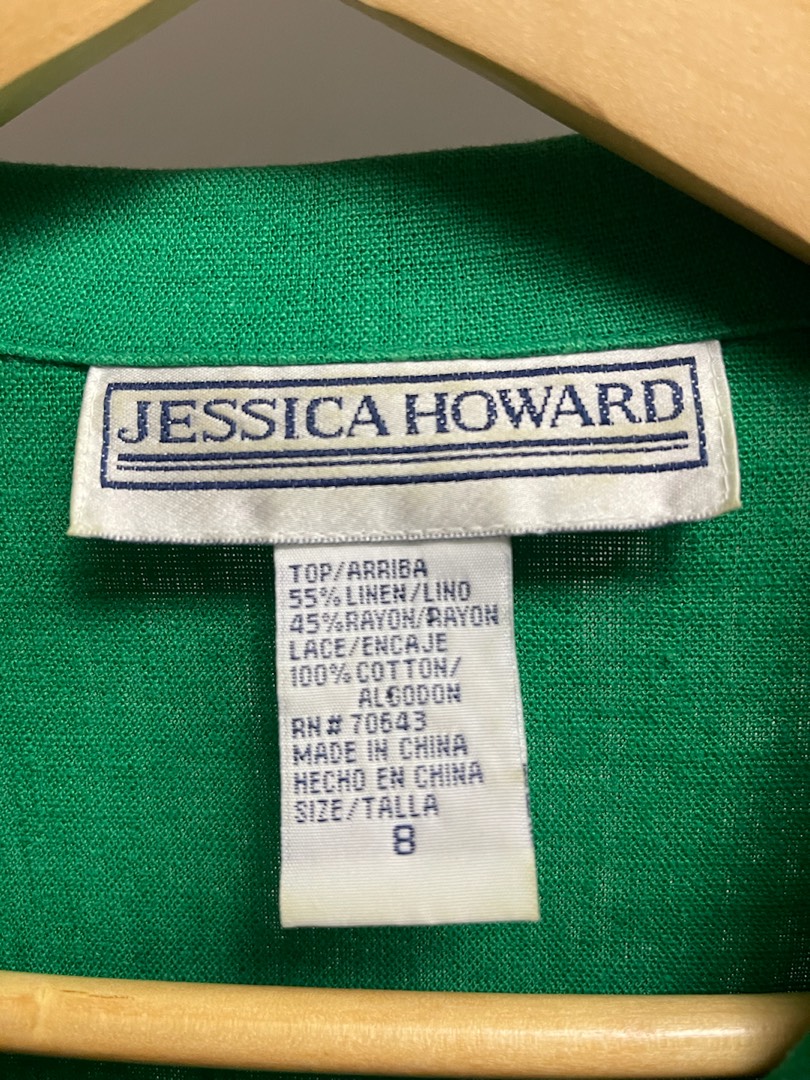 JESSICA HOWARD
TOP/ARRIBA
55% LINEN/LINO
45%RAYON/RAYON
LACE/ENCAJE
100% COTTON/
ALGODON
RN# 70643
MADE IN CHINA
HECHO EN CHINA
SIZE/TALLA
8